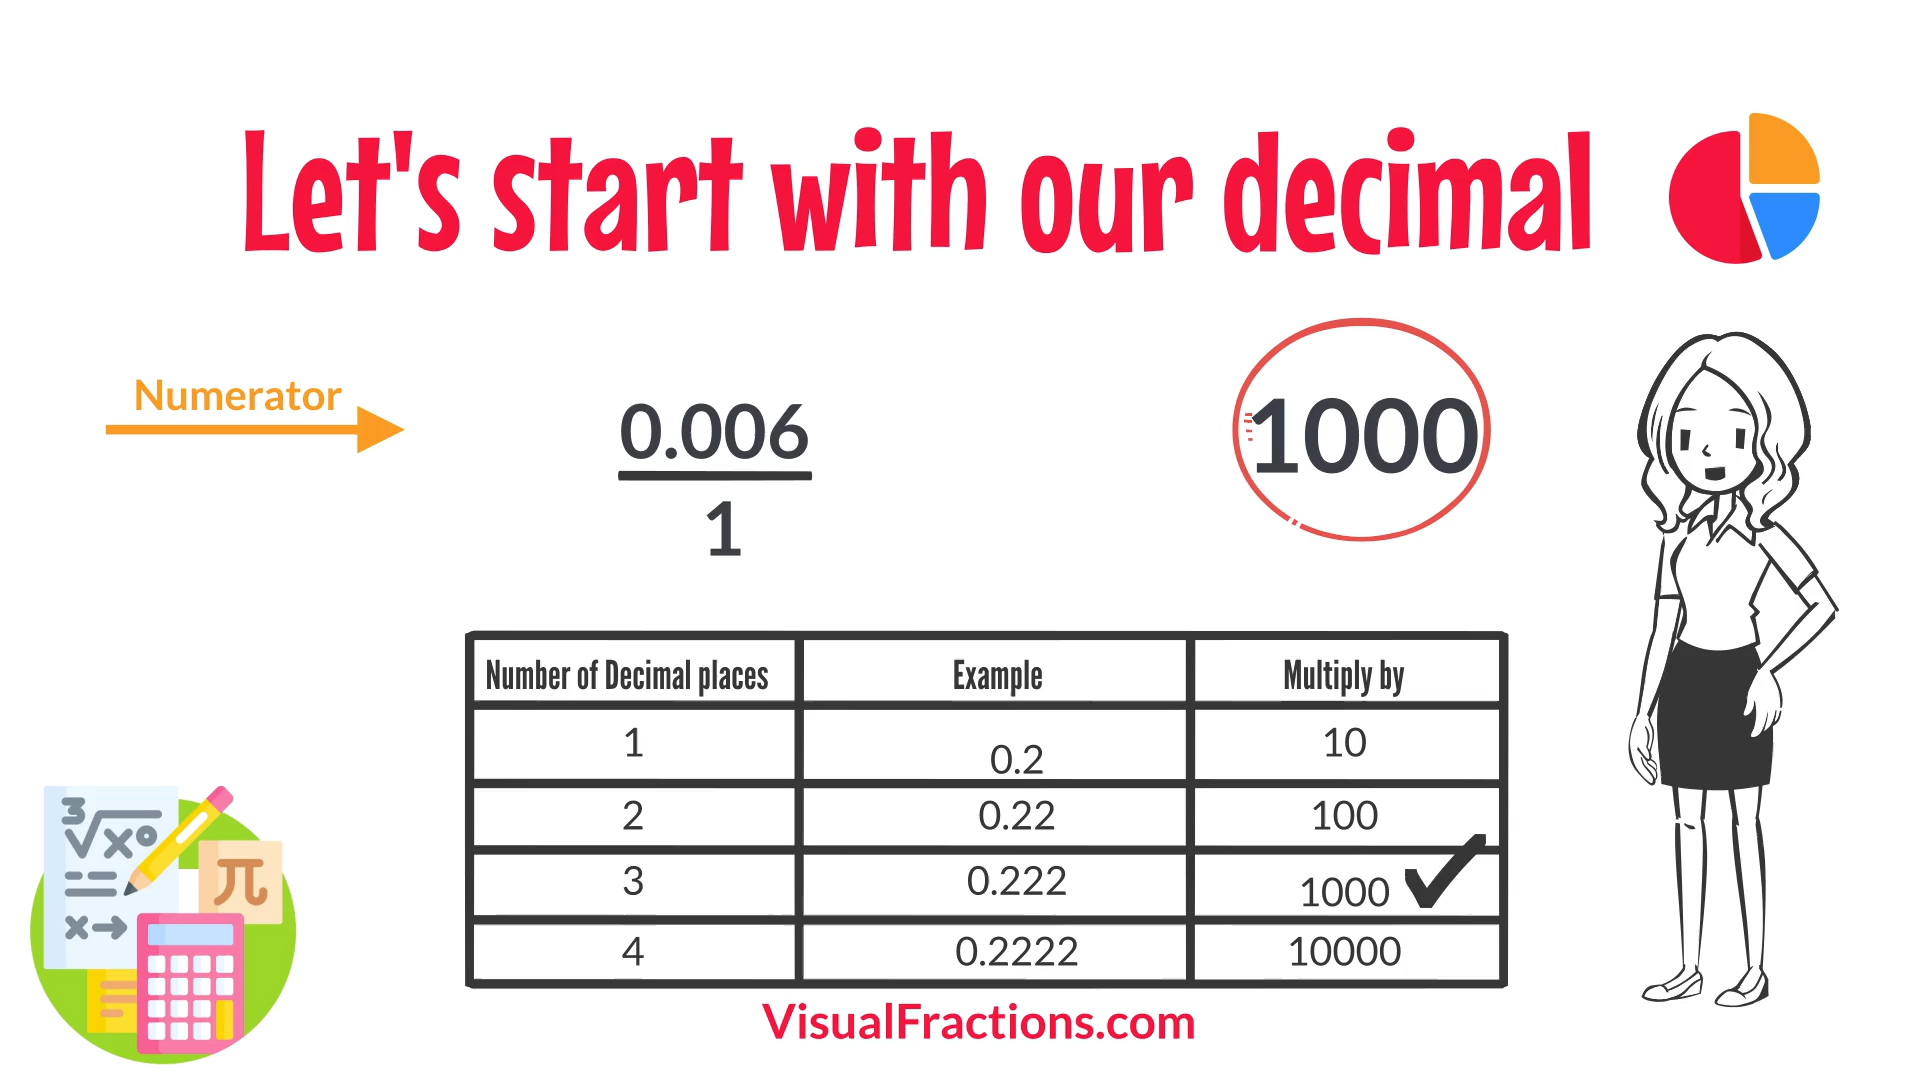 Let's start with our decimal
Numerator
0.006
1
1000
Number of Decimal places Example Multiply by
1 0.2 10
2 0.22 100
3 0.222 1000
4 0.2222 10000
3 √x°
x→
π
VisualFractions.com